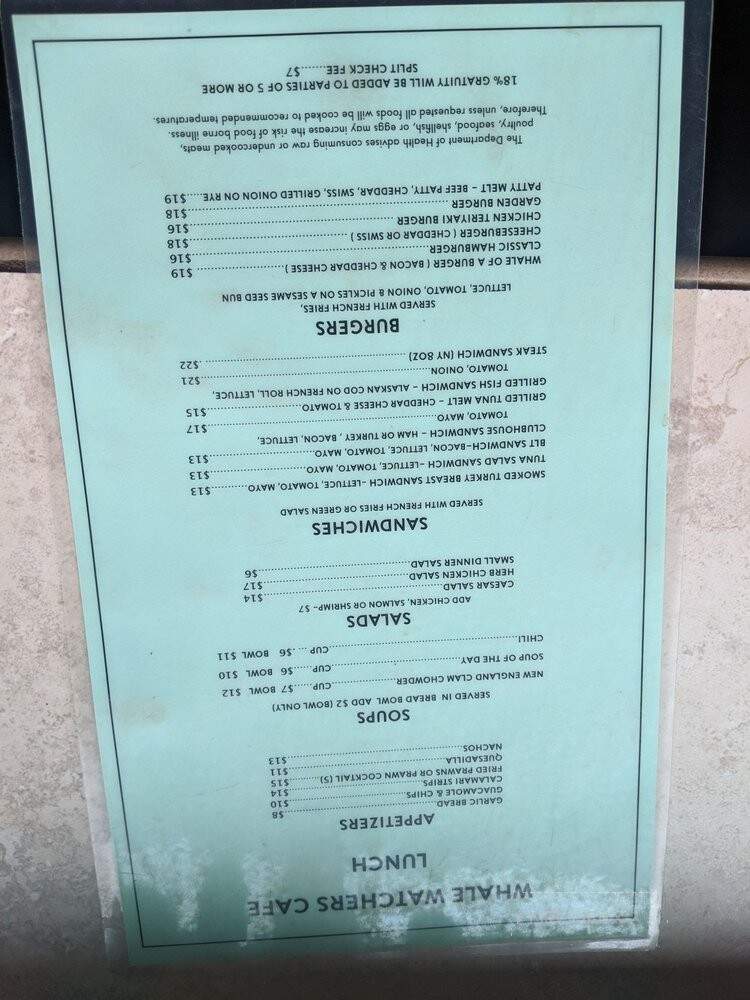 WHALE WATCHERS CAFE
LUNCH
APPETIZERS
GARLIC BREAD..............................$8
GUACAMOLE & CHIPS..............................$10
CALAMARI STRIPS..............................$14
FRIED PRAWNS OR PRAWN COCKTAIL (5)..............$15
QUESADILLA..............................$11
NACHOS..............................$13
SOUPS
SERVED IN BREAD BOWL ADD $2 (BOWL ONLY)
NEW ENGLAND CLAM CHOWDER................CUP.....$7 BOWL $12
SOUP OF THE DAY..............................CUP.....$6 BOWL $10
CHILI..............................CUP.....$6 BOWL $11
SALADS
ADD CHICKEN, SALMON OR SHRIMP-$7
CAESAR SALAD..............................$14
HERB CHICKEN SALAD..............................$17
SMALL DINNER SALAD..............................$6
SANDWICHES
SERVED WITH FRENCH FRIES OR GREEN SALAD
SMOKED TURKEY BREAST SANDWICH -LETTUCE, TOMATO, MAYO..........$13
TUNA SALAD SANDWICH -LETTUCE, TOMATO, MAYO....................$13
BLT SANDWICH-BACON, LETTUCE, TOMATO, MAYO....................$13
CLUBHOUSE SANDWICH - HAM OR TURKEY , BACON, LETTUCE,
TOMATO, MAYO..............................$17
GRILLED TUNA MELT - CHEDDAR CHEESE & TOMATO....................$15
GRILLED FISH SANDWICH - ALASKAN COD ON FRENCH ROLL, LETTUCE,
TOMATO, ONION..............................$21
STEAK SANDWICH (NY 8OZ) ..............................$22
BURGERS
SERVED WITH FRENCH FRIES,
LETTUCE, TOMATO, ONION & PICKLES ON A SESAME SEED BUN
WHALE OF A BURGER ( BACON & CHEDDAR CHEESE )....................$19
CLASSIC HAMBURGER..............................$16
CHEESEBURGER ( CHEDDAR OR SWISS )..............................$18
CHICKEN TERIYAKI BURGER ..............................$16
GARDEN BURGER ..............................$18
PATTY MELT - BEEF PATTY, CHEDDAR, SWISS, GRILLED ONION ON RYE.....$19
The Department of Health advises consuming raw or undercooked meats,
poultry, seafood, shellfish, or eggs may increase the risk of food borne illness.
Therefore, unless requested all foods will be cooked to recommended temperatures.
18% GRATUITY WILL BE ADDED TO PARTIES OF 5 OR MORE
SPLIT CHECK FEE.......$7